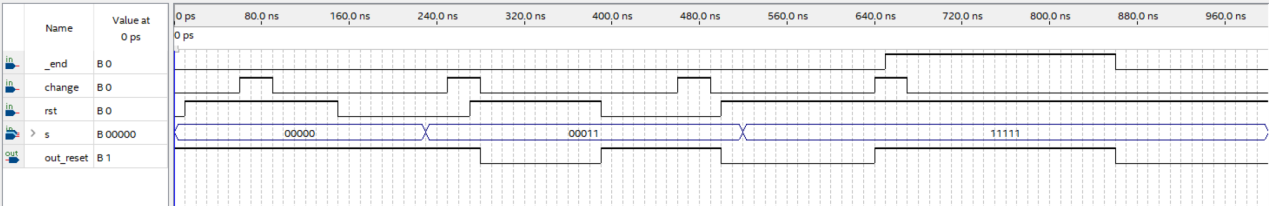 Name
Value at
0 ps
0 ps 80.0 ns 160.0 ns 240.0 ns 320.0 ns 400.0 ns 480.0 ns 560.0 ns 640.0 ns 720.0 ns 800.0 ns 880.0 ns 960.0 ns
0 ps
in _end B 0
in change B 0
in rst B 0
in > s B 00000 00000 00011 11111
out out_reset B 1